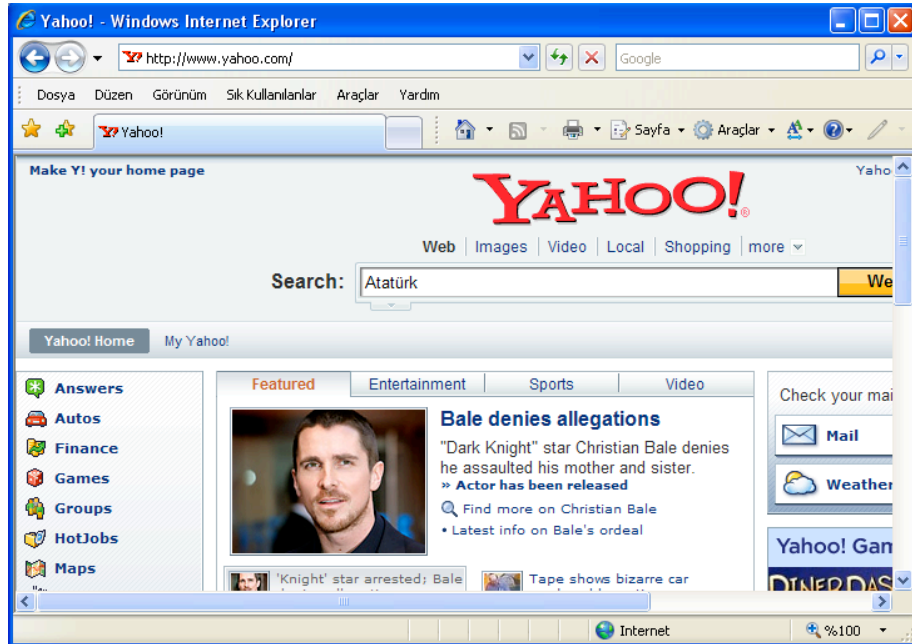 Yahoo! - Windows Internet Explorer
http://www.yahoo.com/
Google
Dosya Düzen Görünüm Sık Kullanılanlar Araçlar Yardım
Yahoo!
Sayfa Araçlar
Make Y! your home page
Yaho
YAHOO!
Web Images Video Local Shopping more
Search: Atatürk We
Yahoo! Home My Yahoo!
Answers
Autos
Finance
Games
Groups
HotJobs
Maps
Featured Entertainment Sports Video
Bale denies allegations
"Dark Knight" star Christian Bale denies
he assaulted his mother and sister.
» Actor has been released
Find more on Christian Bale
• Latest info on Bale's ordeal
'Knight' star arrested; Bale
Tape shows bizarre car
Check your mai
Mail
Weather
Yahoo! Gam
DINER DAS
Internet %100